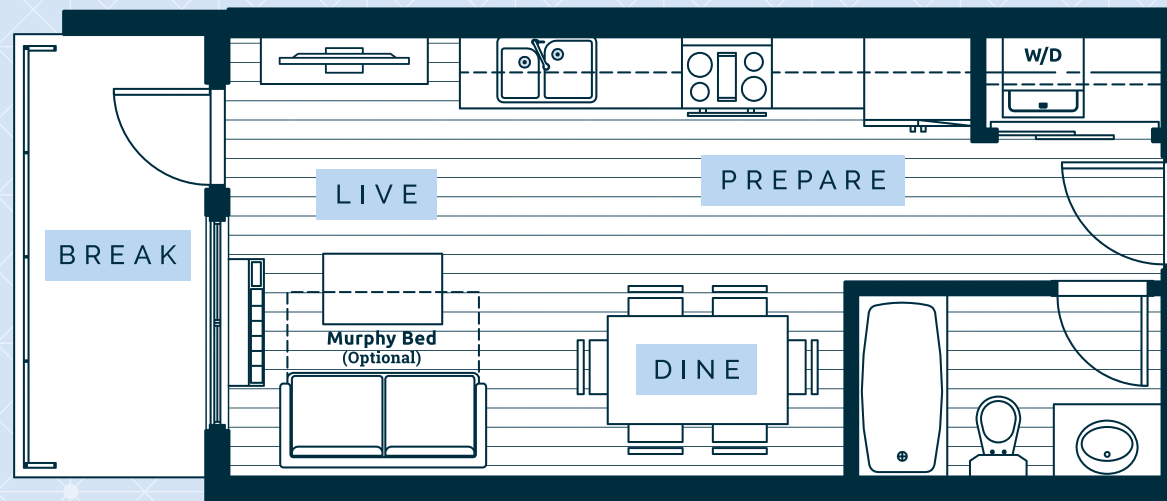 W/D
PREPARE
LIVE
BREAK
Murphy Bed
(Optional)
DINE